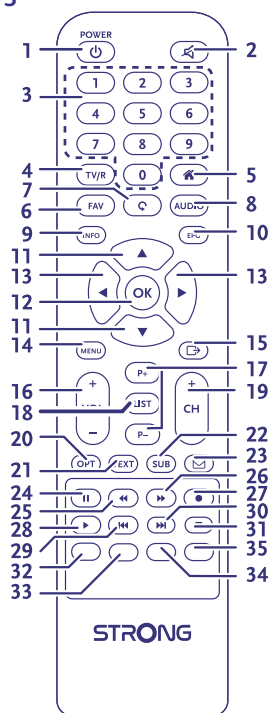 POWER
1 2
1 2 3
3
4 5 6
7 8 9
4 TV/R 0 5
7
6 FAV AUDIO 8
9 INFO EPG 10
11
13 OK 13
12
11
14 MENU 15
P+ 17
16 + + 19
18 VOL LIST CH
20 − P− − 22
21 OPT TEXT SUB 23
24 26
25 27
28 30
29 31
32 35
33 34
STRONG